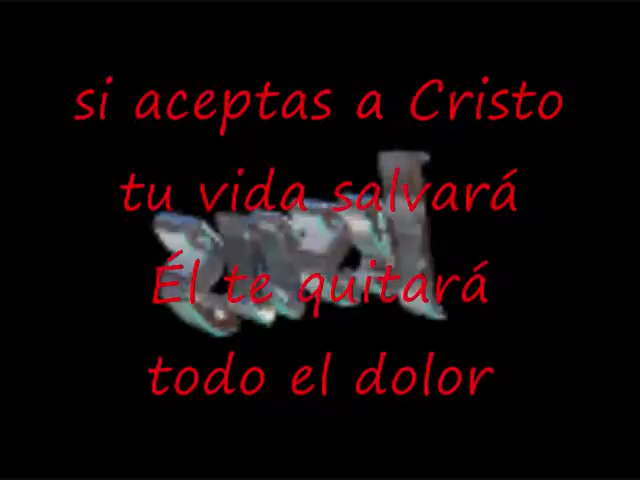 si aceptas a Cristo
tu vida salvará
Él te quitará
todo el dolor